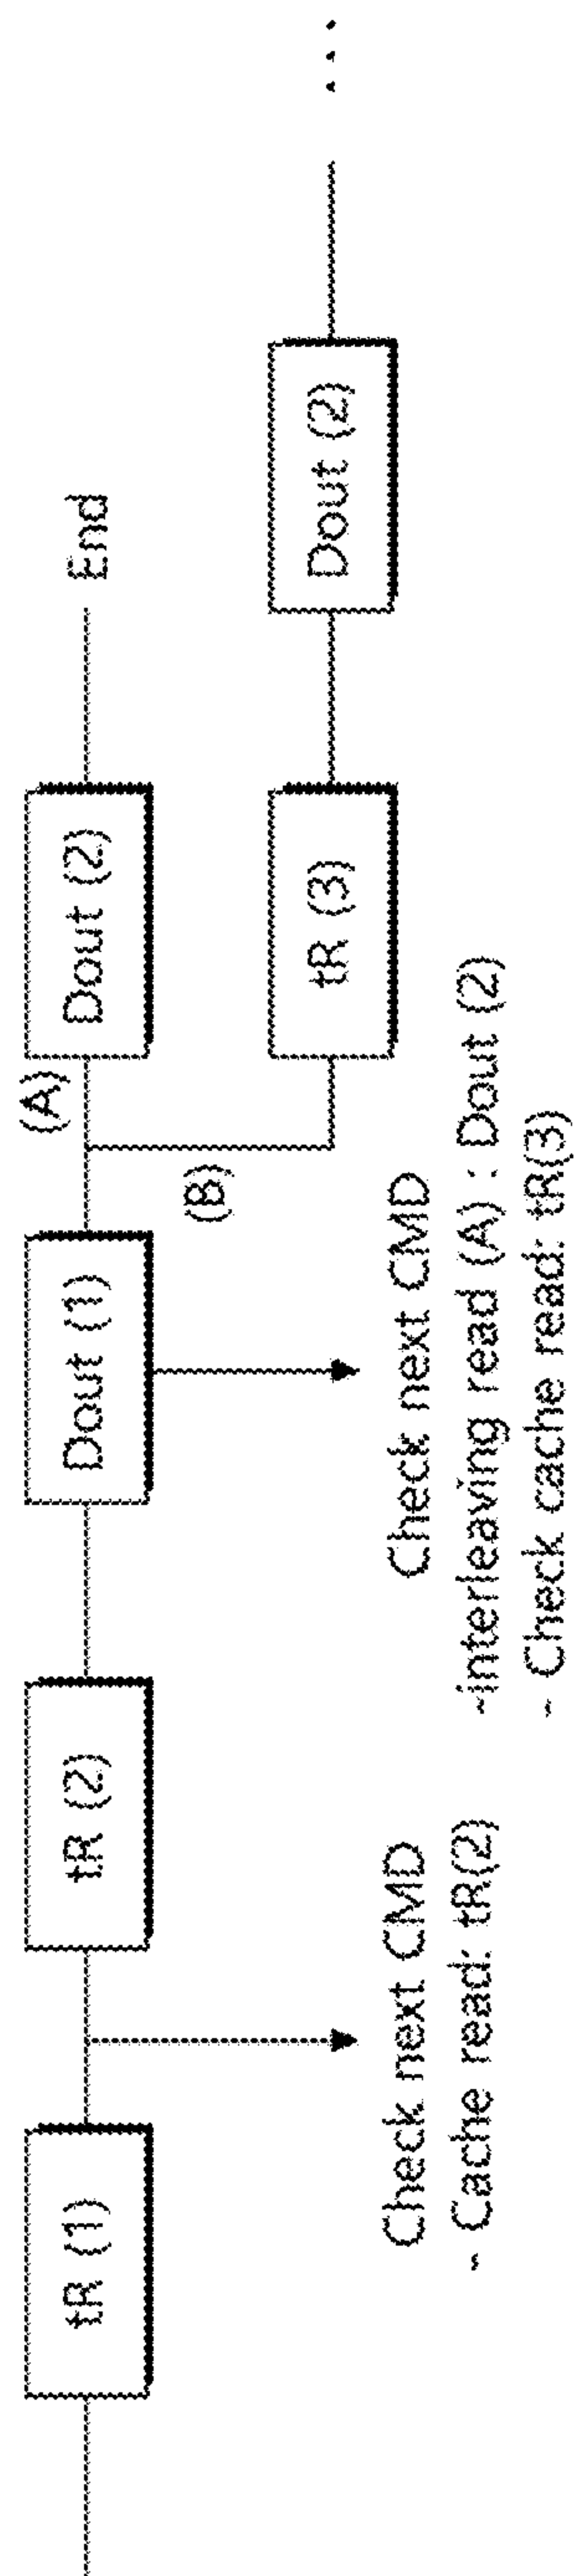 tR (1)
tR (2)
Dout (1)
(A)
Dout (2)
End
(B)
tR (3)
Dout (2)
...
Check next CMD
- Cache read: tR(2)
Check next CMD
-interleaving read (A) : Dout (2)
- Check cache read: tR(3)